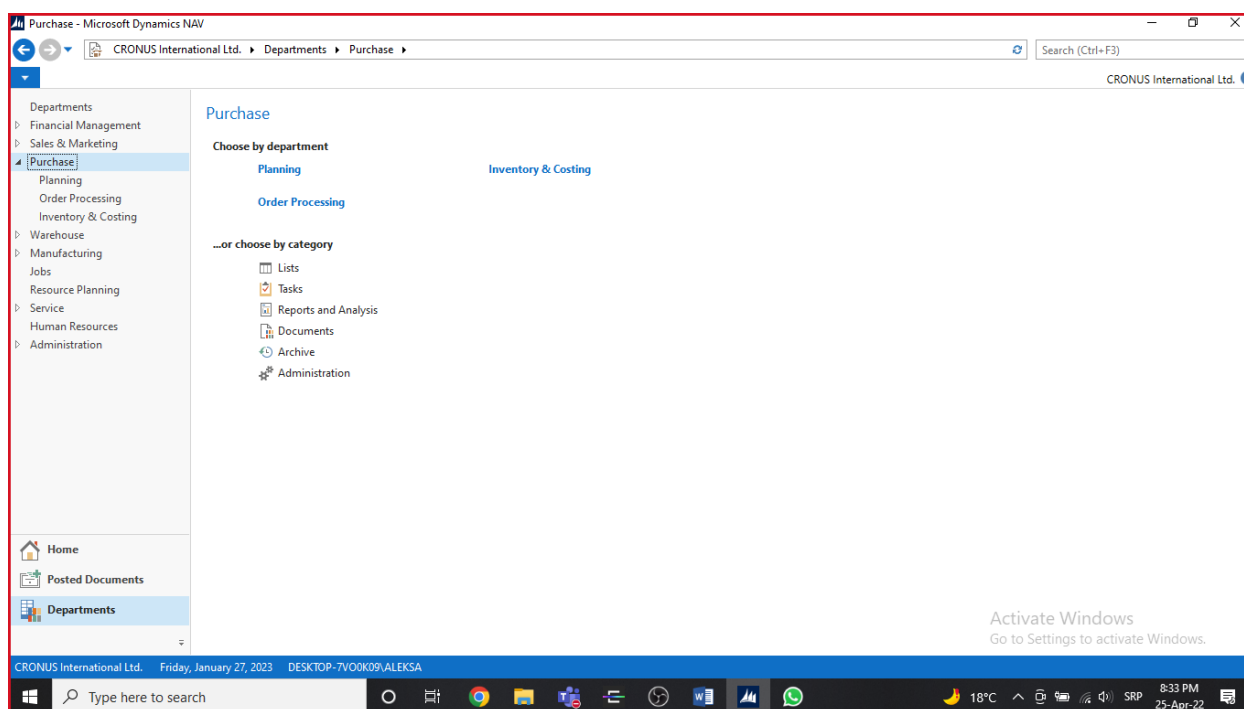 Purchase - Microsoft Dynamics NAV
CRONUS International Ltd. Departments Purchase
Search (Ctrl+F3)
CRONUS International Ltd.
Departments
Financial Management
Sales & Marketing
Purchase
Planning
Order Processing
Inventory & Costing
Warehouse
Manufacturing
Jobs
Resource Planning
Service
Human Resources
Administration
Home
Posted Documents
Departments
Purchase
Choose by department
Planning Inventory & Costing
Order Processing
...or choose by category
Lists
Tasks
Reports and Analysis
Documents
Archive
Administration
Activate Windows
Go to Settings to activate Windows.
CRONUS International Ltd. Friday, January 27, 2023 DESKTOP-7VO0K09\ALEKSA
Type here to search
18°C SRP
8:33 PM
25-Apr-22